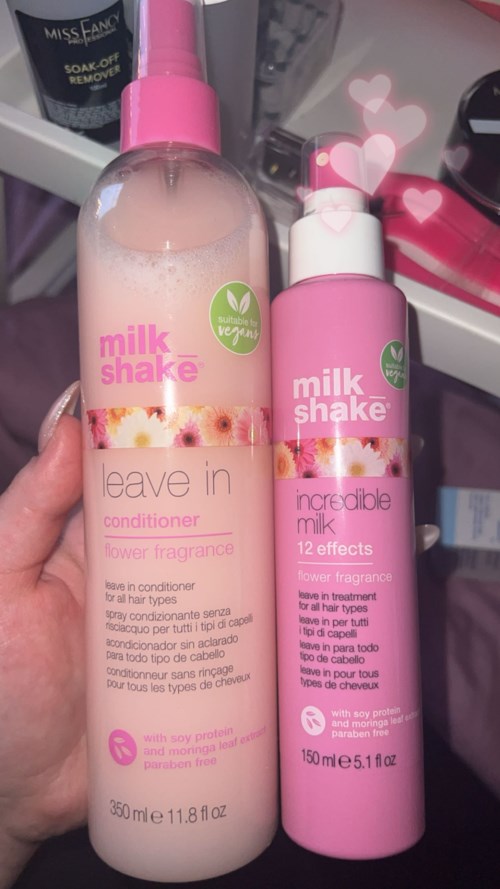 MISS FANCY
PROFESSIONAL
SOAK-OFF
REMOVER
suitable for
vegans
milk
shake
leave in
conditioner
flower fragrance
leave in conditioner
for all hair types
spray condizionante senza
risciacquo per tutti i tipi di capelli
acondicionador sin aclarado
para todo tipo de cabello
conditionneur sans rinçage
pour tous les types de cheveux
with soy protein
and moringa leaf extract
paraben free
350 ml e 11.8 fl oz
suitable for
vegans
milk
shake
incredible
milk
12 effects
flower fragrance
leave in treatment
for all hair types
leave in per tutti
i tipi di capelli
leave in para todo
tipo de cabello
leave in pour tous
types de cheveux
with soy protein
and moringa leaf extract
paraben free
150 ml e 5.1 fl oz